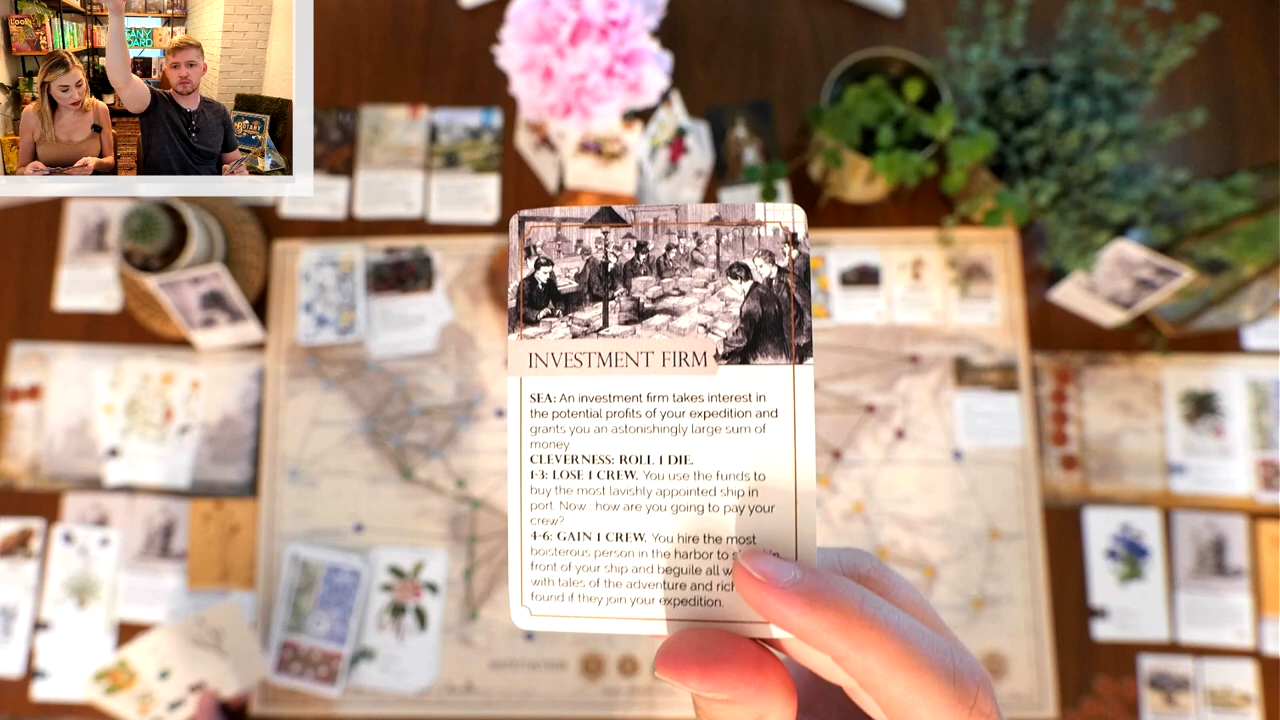 BOTANY
INVESTMENT FIRM
SEA: An investment firm takes interest in
the potential profits of your expedition and
grants you an astonishingly large sum of
money
CLEVERNESS: ROLL 1 DIE.
1-3: LOSE 1 CREW. You use the funds to
buy the most lavishly appointed ship in
port. Now...how are you going to pay your
crew?
4-6: GAIN 1 CREW. You hire the most
boisterous person in the harbor to
front of your ship and beguile all
with tales of the adventure and
found if they join your expedition.